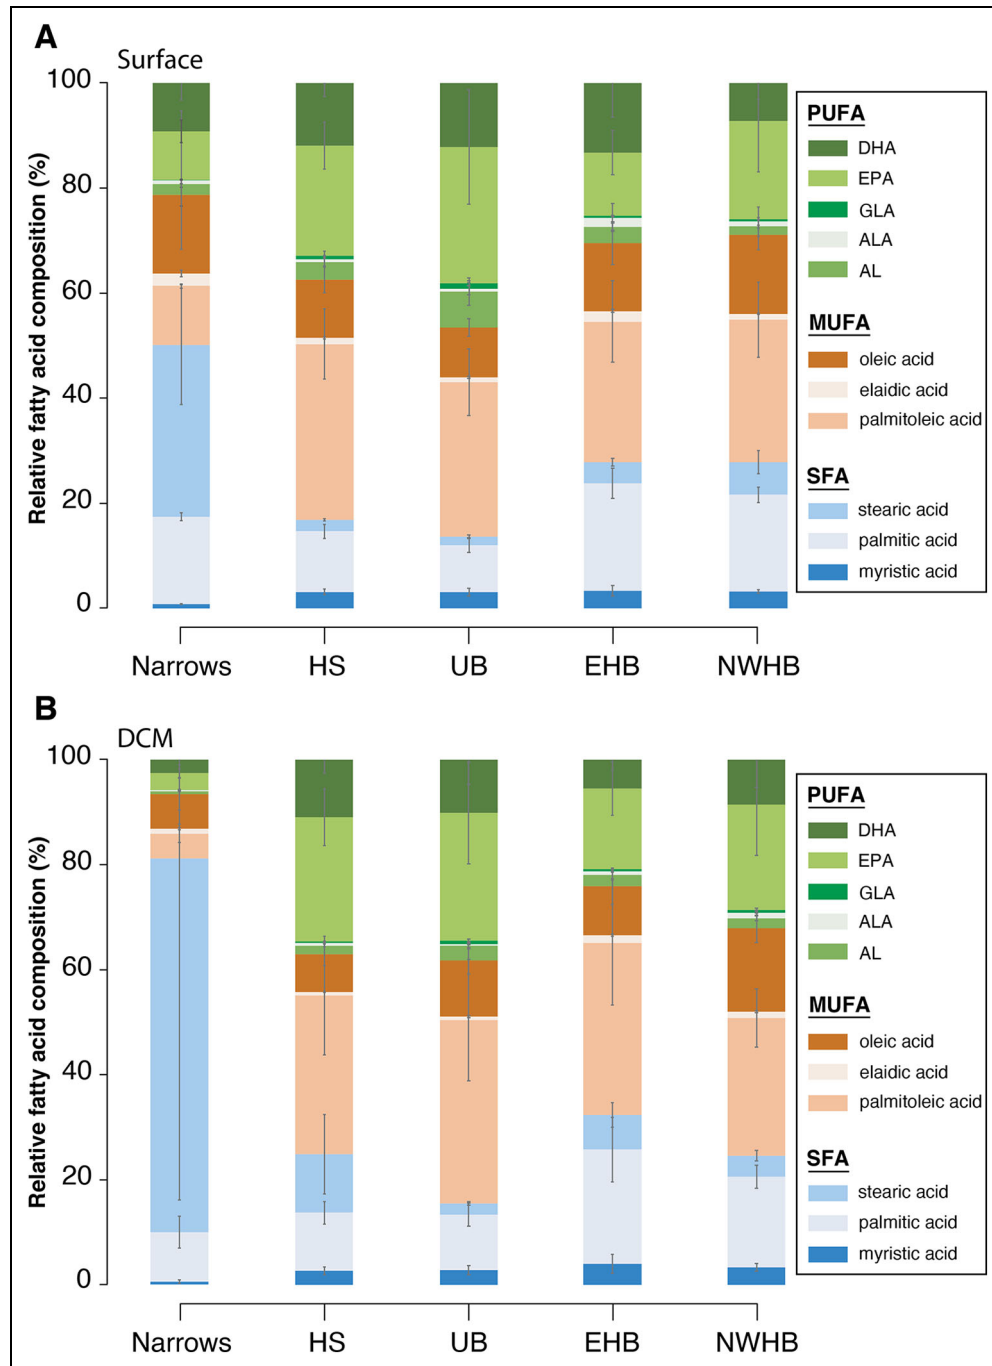 A
Surface
Relative fatty acid composition (%)
100
80
60
40
20
0
Narrows HS UB EHB NWHB
PUFA
DHA
EPA
GLA
ALA
AL
MUFA
oleic acid
elaidic acid
palmitoleic acid
SFA
stearic acid
palmitic acid
myristic acid
B
DCM
Relative fatty acid composition (%)
100
80
60
40
20
0
Narrows HS UB EHB NWHB
PUFA
DHA
EPA
GLA
ALA
AL
MUFA
oleic acid
elaidic acid
palmitoleic acid
SFA
stearic acid
palmitic acid
myristic acid